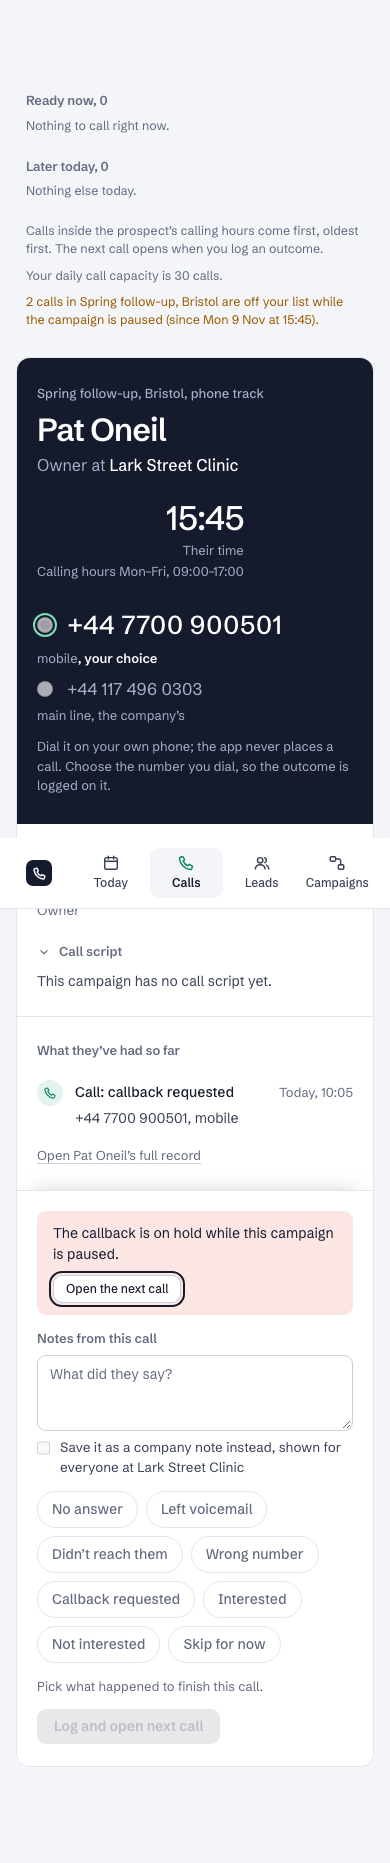 Ready now, 0
Nothing to call right now.
Later today, 0
Nothing else today.
Calls inside the prospect's calling hours come first, oldest
first. The next call opens when you log an outcome.
Your daily call capacity is 30 calls.
2 calls in Spring follow-up, Bristol are off your list while
the campaign is paused (since Mon 9 Nov at 15:45).
Spring follow-up, Bristol, phone track
Pat Oneil
Owner at Lark Street Clinic
15:45
Their time
Calling hours Mon–Fri, 09:00–17:00
+44 7700 900501
mobile, your choice
+44 117 496 0303
main line, the company's
Dial it on your own phone; the app never places a
call. Choose the number you dial, so the outcome is
logged on it.
Today
Calls
Leads
Campaigns
Owner
Call script
This campaign has no call script yet.
What they've had so far
Call: callback requested
Today, 10:05
+44 7700 900501, mobile
Open Pat Oneil's full record
The callback is on hold while this campaign
is paused.
Open the next call
Notes from this call
What did they say?
Save it as a company note instead, shown for
everyone at Lark Street Clinic
No answer
Left voicemail
Didn't reach them
Wrong number
Callback requested
Interested
Not interested
Skip for now
Pick what happened to finish this call.
Log and open next call